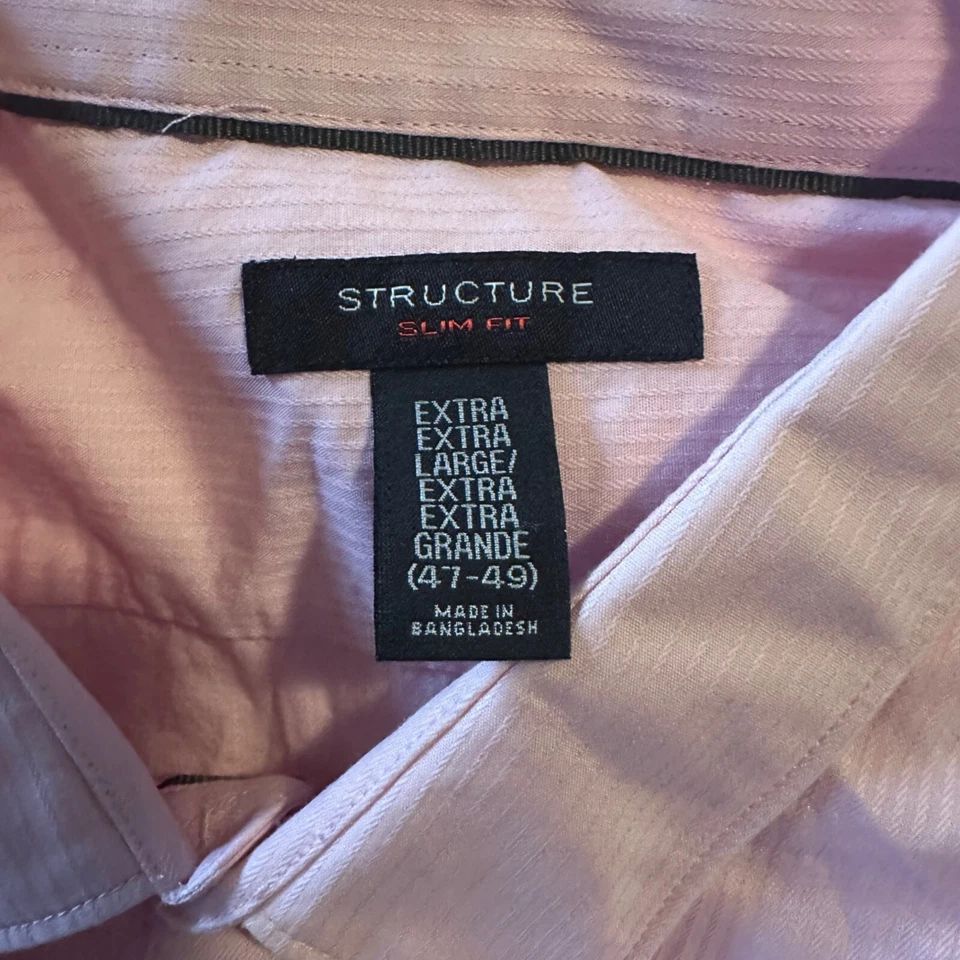 STRUCTURE
SLIM FIT
EXTRA
EXTRA
LARGE/
EXTRA
EXTRA
GRANDE
(47-49)
MADE IN
BANGLADESH